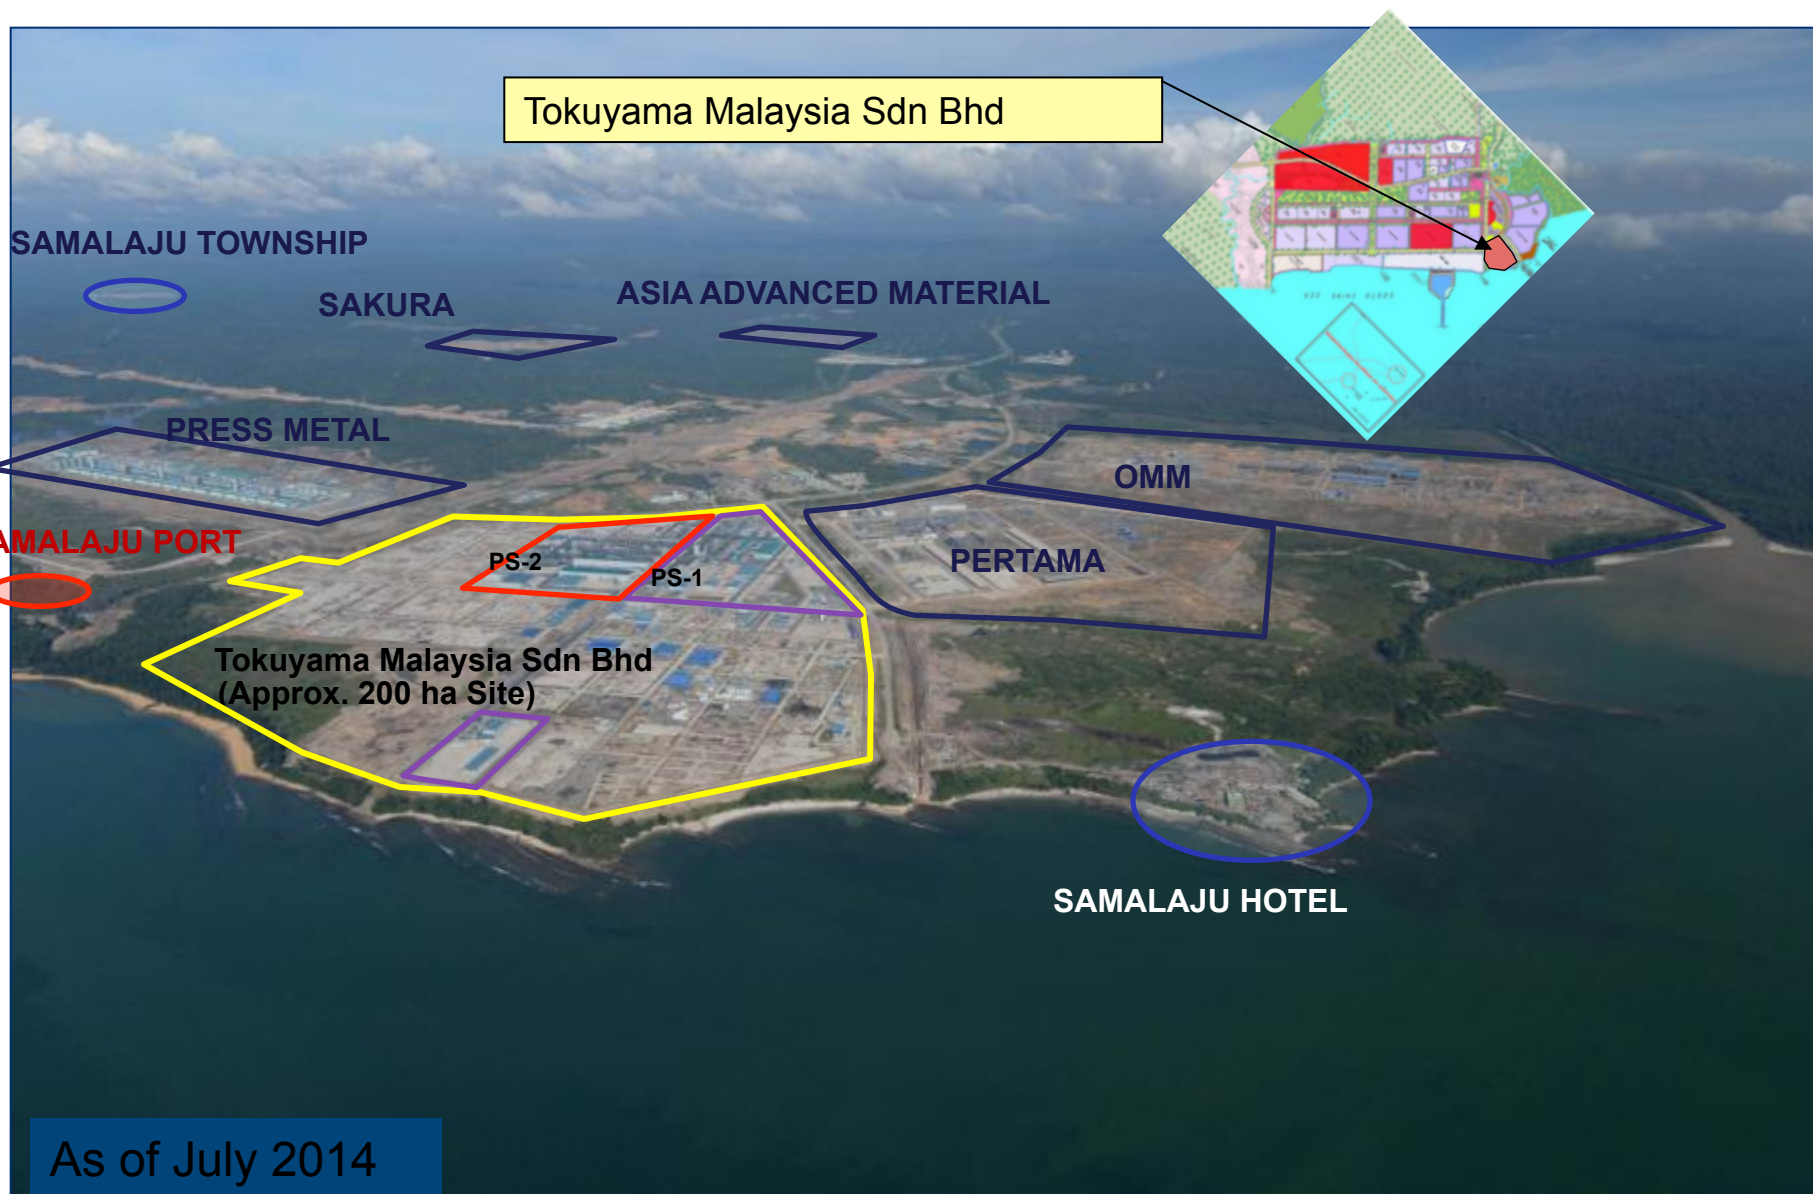 Tokuyama Malaysia Sdn Bhd
SAMALAJU TOWNSHIP
SAKURA
ASIA ADVANCED MATERIAL
PRESS METAL
OMM
AMALAJU PORT
PS-2
PS-1
PERTAMA
Tokuyama Malaysia Sdn Bhd
(Approx. 200 ha Site)
SAMALAJU HOTEL
As of July 2014